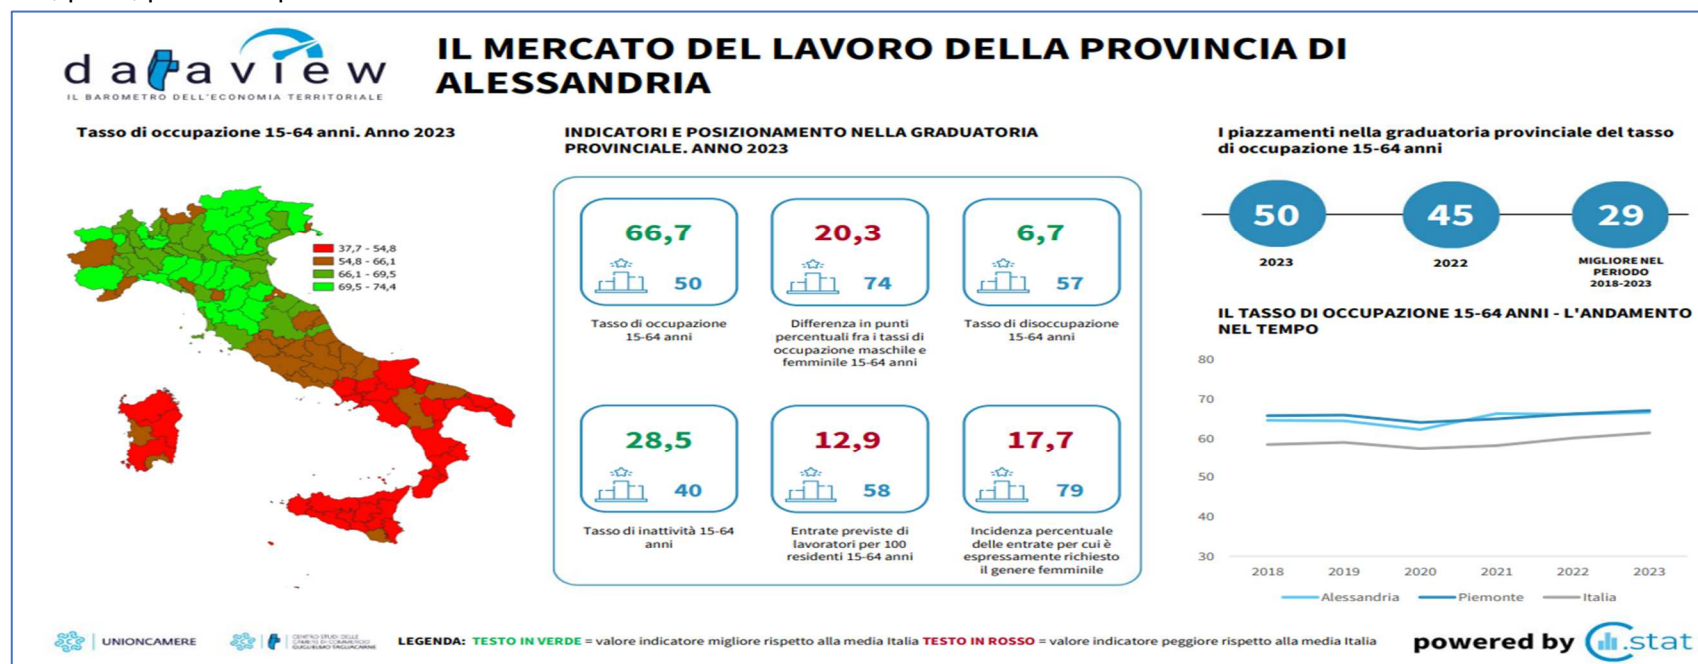 dataview
IL BAROMETRO DELL'ECONOMIA TERRITORIALE
IL MERCATO DEL LAVORO DELLA PROVINCIA DI
ALESSANDRIA
Tasso di occupazione 15-64 anni. Anno 2023
37,7 - 54,8
54,8 - 66,1
66,1 - 69,5
69,5 - 74,4
INDICATORI E POSIZIONAMENTO NELLA GRADUATORIA
PROVINCIALE. ANNO 2023
66,7
50
Tasso di occupazione
15-64 anni
20,3
74
Differenza in punti
percentuali fra i tassi di
occupazione maschile e
femminile 15-64 anni
6,7
57
Tasso di disoccupazione
15-64 anni
28,5
40
Tasso di inattività 15-64
anni
12,9
58
Entrate previste di
lavoratori per 100
residenti 15-64 anni
17,7
79
Incidenza percentuale
delle entrate per cui è
espressamente richiesto
il genere femminile
I piazzamenti nella graduatoria provinciale del tasso
di occupazione 15-64 anni
50
45
29
2023
2022
MIGLIORE NEL
PERIODO
2018-2023
IL TASSO DI OCCUPAZIONE 15-64 ANNI - L'ANDAMENTO
NEL TEMPO
80
70
60
50
40
30
2018 2019 2020 2021 2022 2023
Alessandria Piemonte Italia
UNIONCAMERE
CENTRO STUDI DELLE
CAMERE DI COMMERCIO
GUGLIELMO TAGLIACARNE
LEGENDA: TESTO IN VERDE = valore indicatore migliore rispetto alla media Italia TESTO IN ROSSO = valore indicatore peggiore rispetto alla media Italia
powered by C.stat